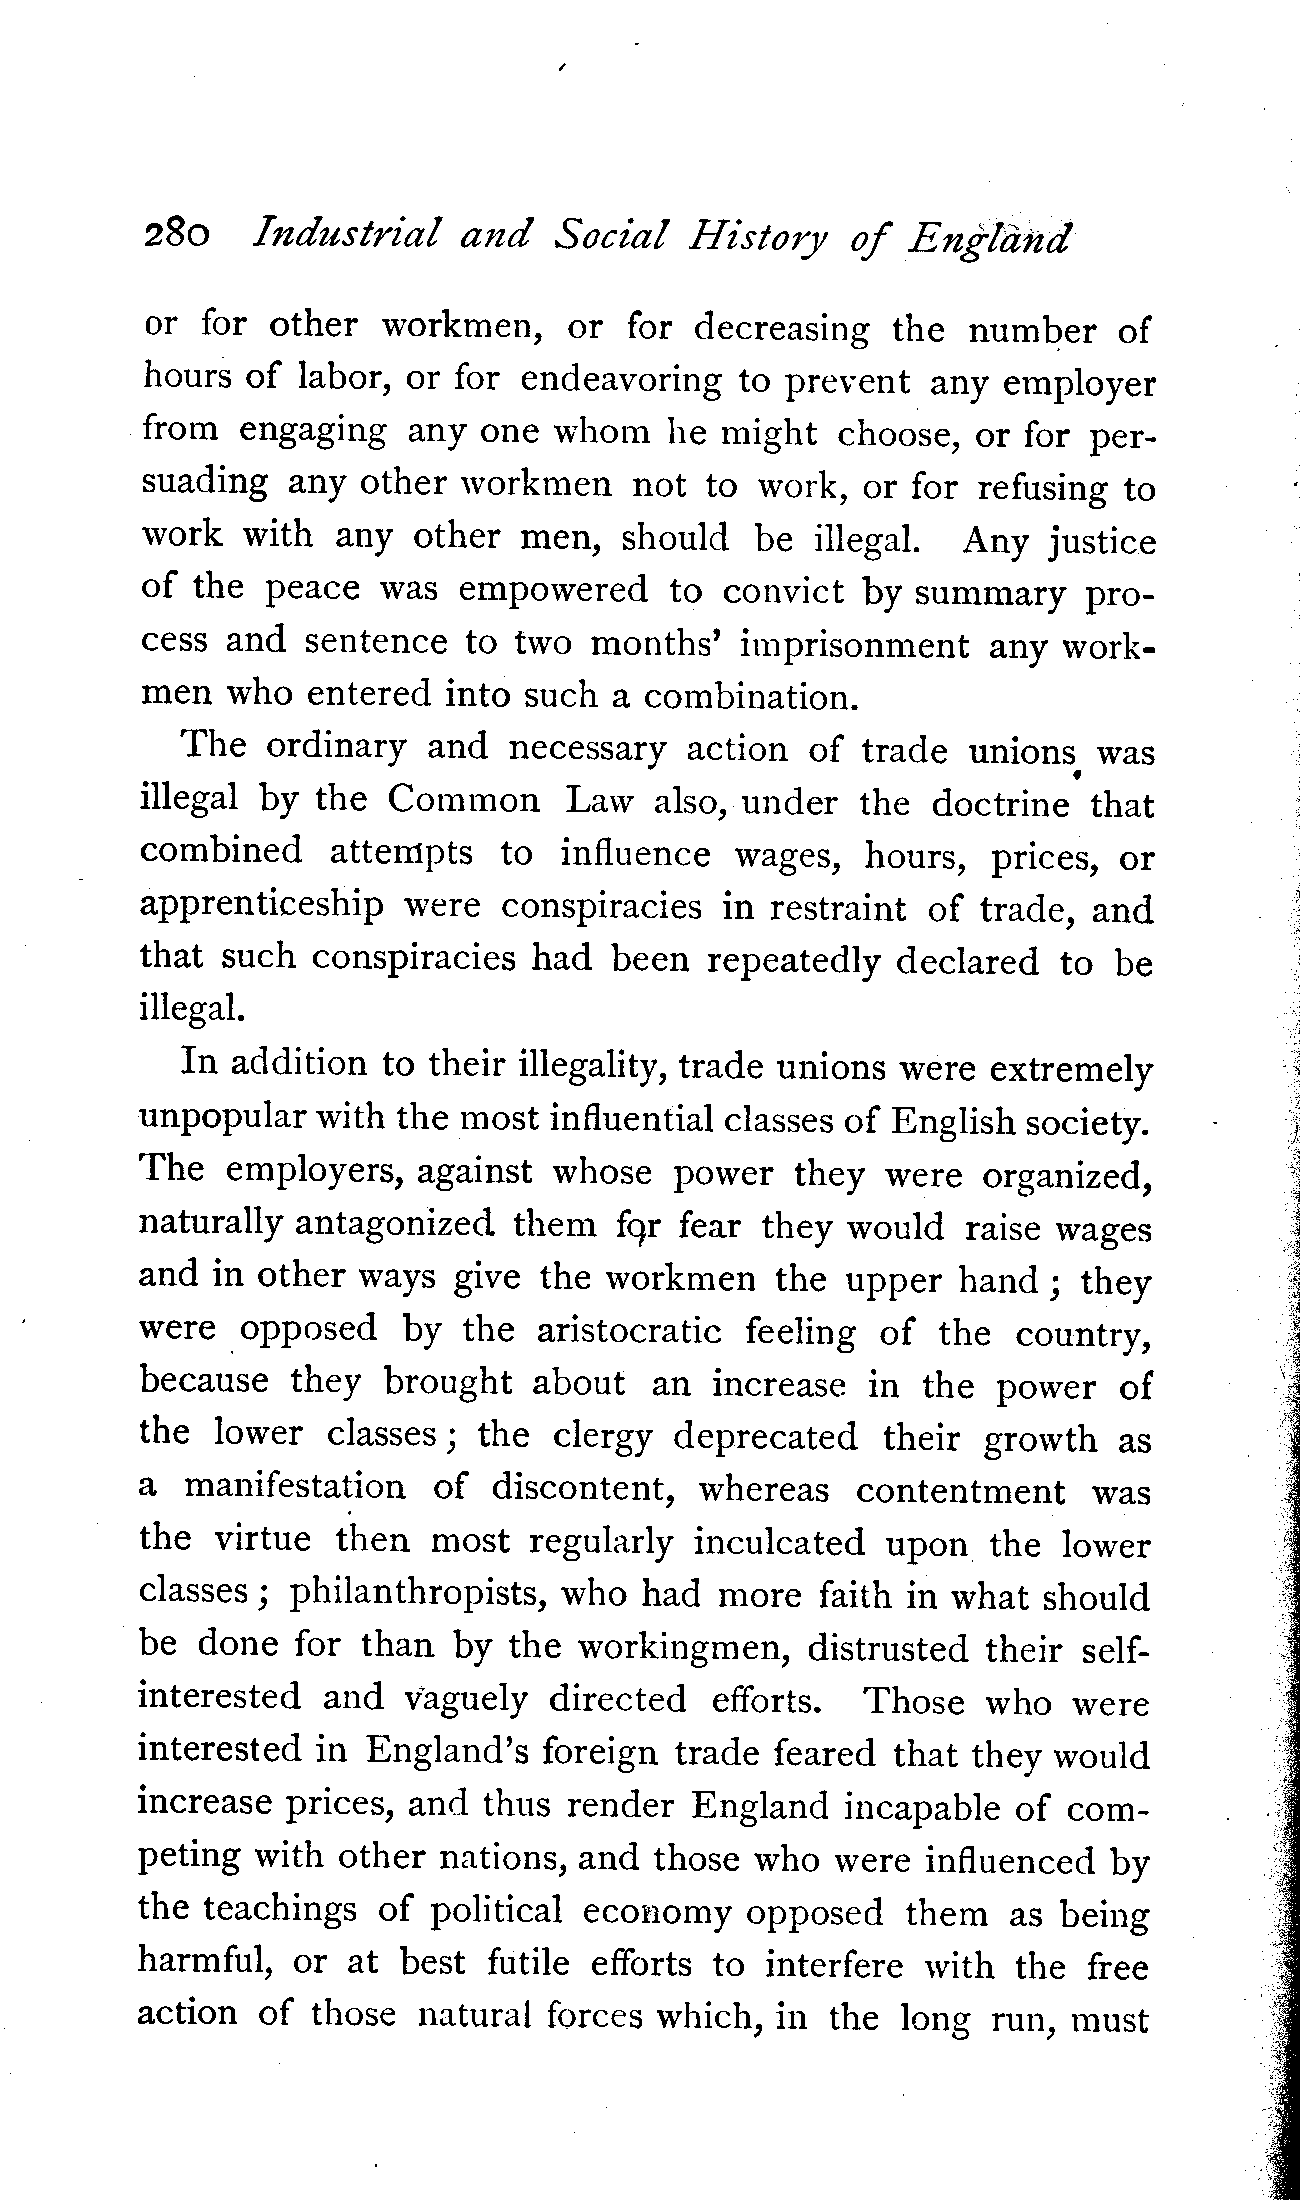 280 Industrial and Social History of England
or for other workmen, or for decreasing the number of
hours of labor, or for endeavoring to prevent any employer
from engaging any one whom he might choose, or for per-
suading any other workmen not to work, or for refusing to
work with any other men, should be illegal. Any justice
of the peace was empowered to convict by summary pro-
cess and sentence to two months' imprisonment any work-
men who entered into such a combination.
The ordinary and necessary action of trade unions was
illegal by the Common Law also, under the doctrine that
combined attempts to influence wages, hours, prices, or
apprenticeship were conspiracies in restraint of trade, and
that such conspiracies had been repeatedly declared to be
illegal.
In addition to their illegality, trade unions were extremely
unpopular with the most influential classes of English society.
The employers, against whose power they were organized,
naturally antagonized them for fear they would raise wages
and in other ways give the workmen the upper hand ; they
were opposed by the aristocratic feeling of the country,
because they brought about an increase in the power of
the lower classes ; the clergy deprecated their growth as
a manifestation of discontent, whereas contentment was
the virtue then most regularly inculcated upon the lower
classes ; philanthropists, who had more faith in what should
be done for than by the workingmen, distrusted their self-
interested and vaguely directed efforts. Those who were
interested in England's foreign trade feared that they would
increase prices, and thus render England incapable of com-
peting with other nations, and those who were influenced by
the teachings of political economy opposed them as being
harmful, or at best futile efforts to interfere with the free
action of those natural forces which, in the long run, must